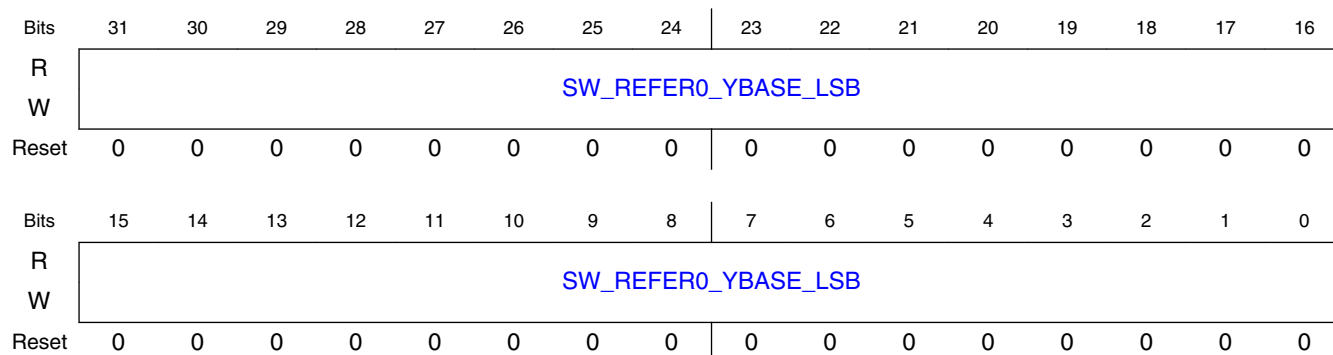 Bits 31 30 29 28 27 26 25 24 23 22 21 20 19 18 17 16
R
SW_REFER0_YBASE_LSB
W
Reset 0 0 0 0 0 0 0 0 0 0 0 0 0 0 0 0
Bits 15 14 13 12 11 10 9 8 7 6 5 4 3 2 1 0
R
SW_REFER0_YBASE_LSB
W
Reset 0 0 0 0 0 0 0 0 0 0 0 0 0 0 0 0